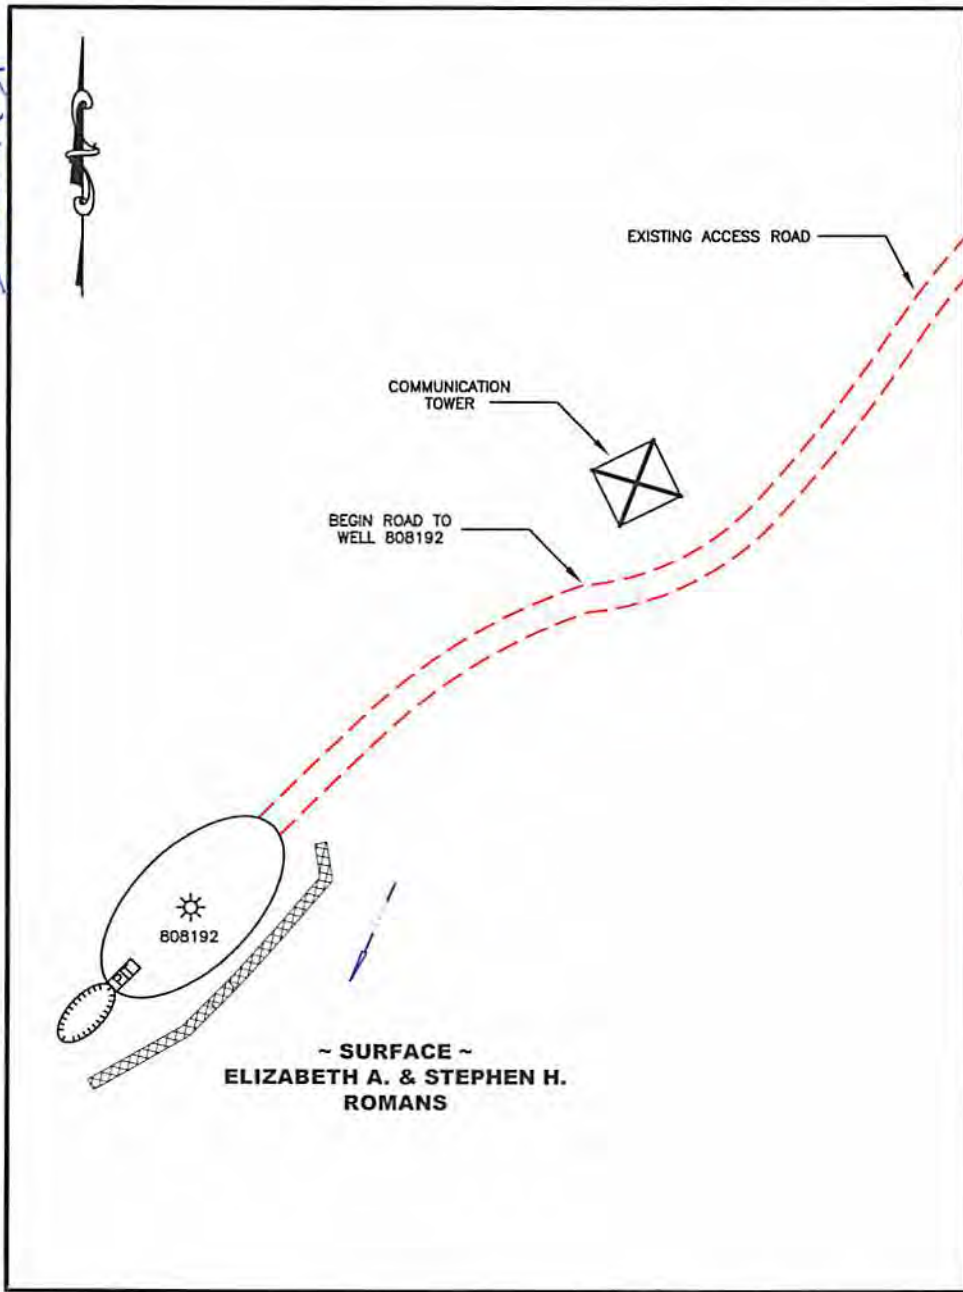 EXISTING ACCESS ROAD
COMMUNICATION
TOWER
BEGIN ROAD TO
WELL 808192
808192
PIT
~ SURFACE ~
ELIZABETH A. & STEPHEN H.
ROMANS